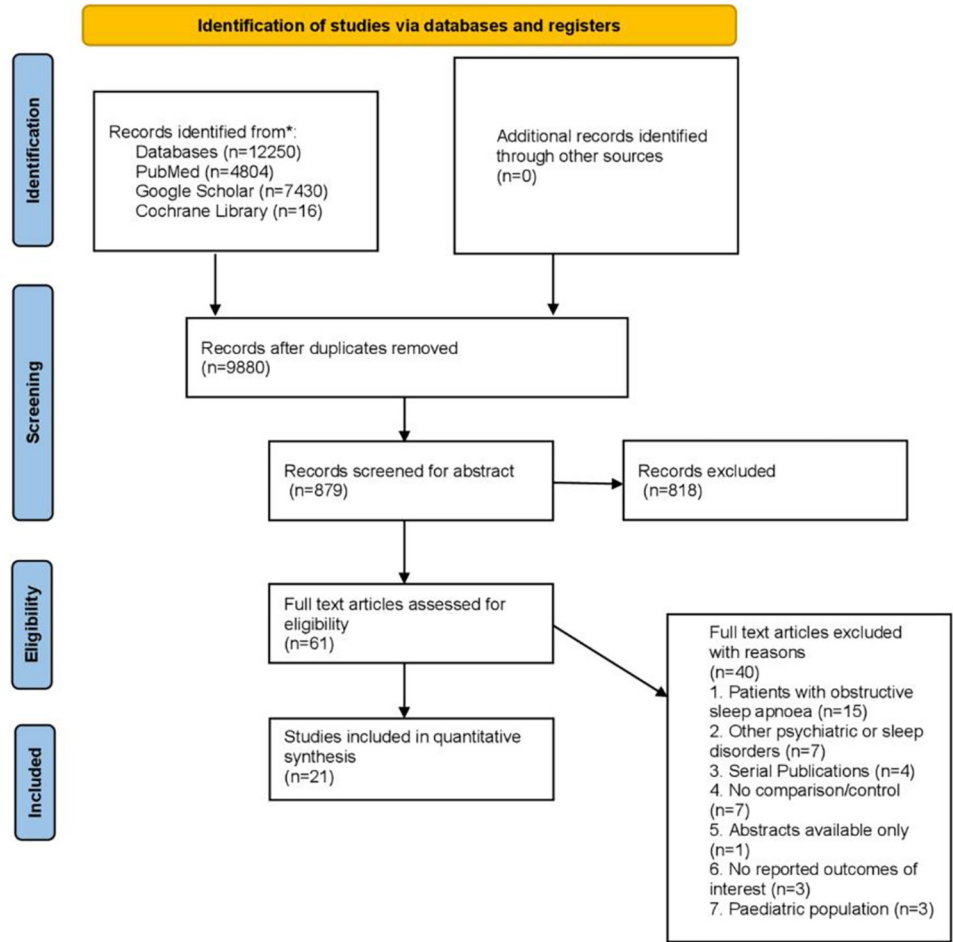 Identification of studies via databases and registers
Identification
Records identified from*:
Databases (n=12250)
PubMed (n=4804)
Google Scholar (n=7430)
Cochrane Library (n=16)
Additional records identified
through other sources
(n=0)
Screening
Records after duplicates removed
(n=9880)
Records screened for abstract
(n=879)
Records excluded
(n=818)
Eligibility
Full text articles assessed for
eligibility
(n=61)
Full text articles excluded
with reasons
(n=40)
1. Patients with obstructive
sleep apnoea (n=15)
2. Other psychiatric or sleep
disorders (n=7)
3. Serial Publications (n=4)
4. No comparison/control
(n=7)
5. Abstracts available only
(n=1)
6. No reported outcomes of
interest (n=3)
7. Paediatric population (n=3)
Included
Studies included in quantitative
synthesis
(n=21)